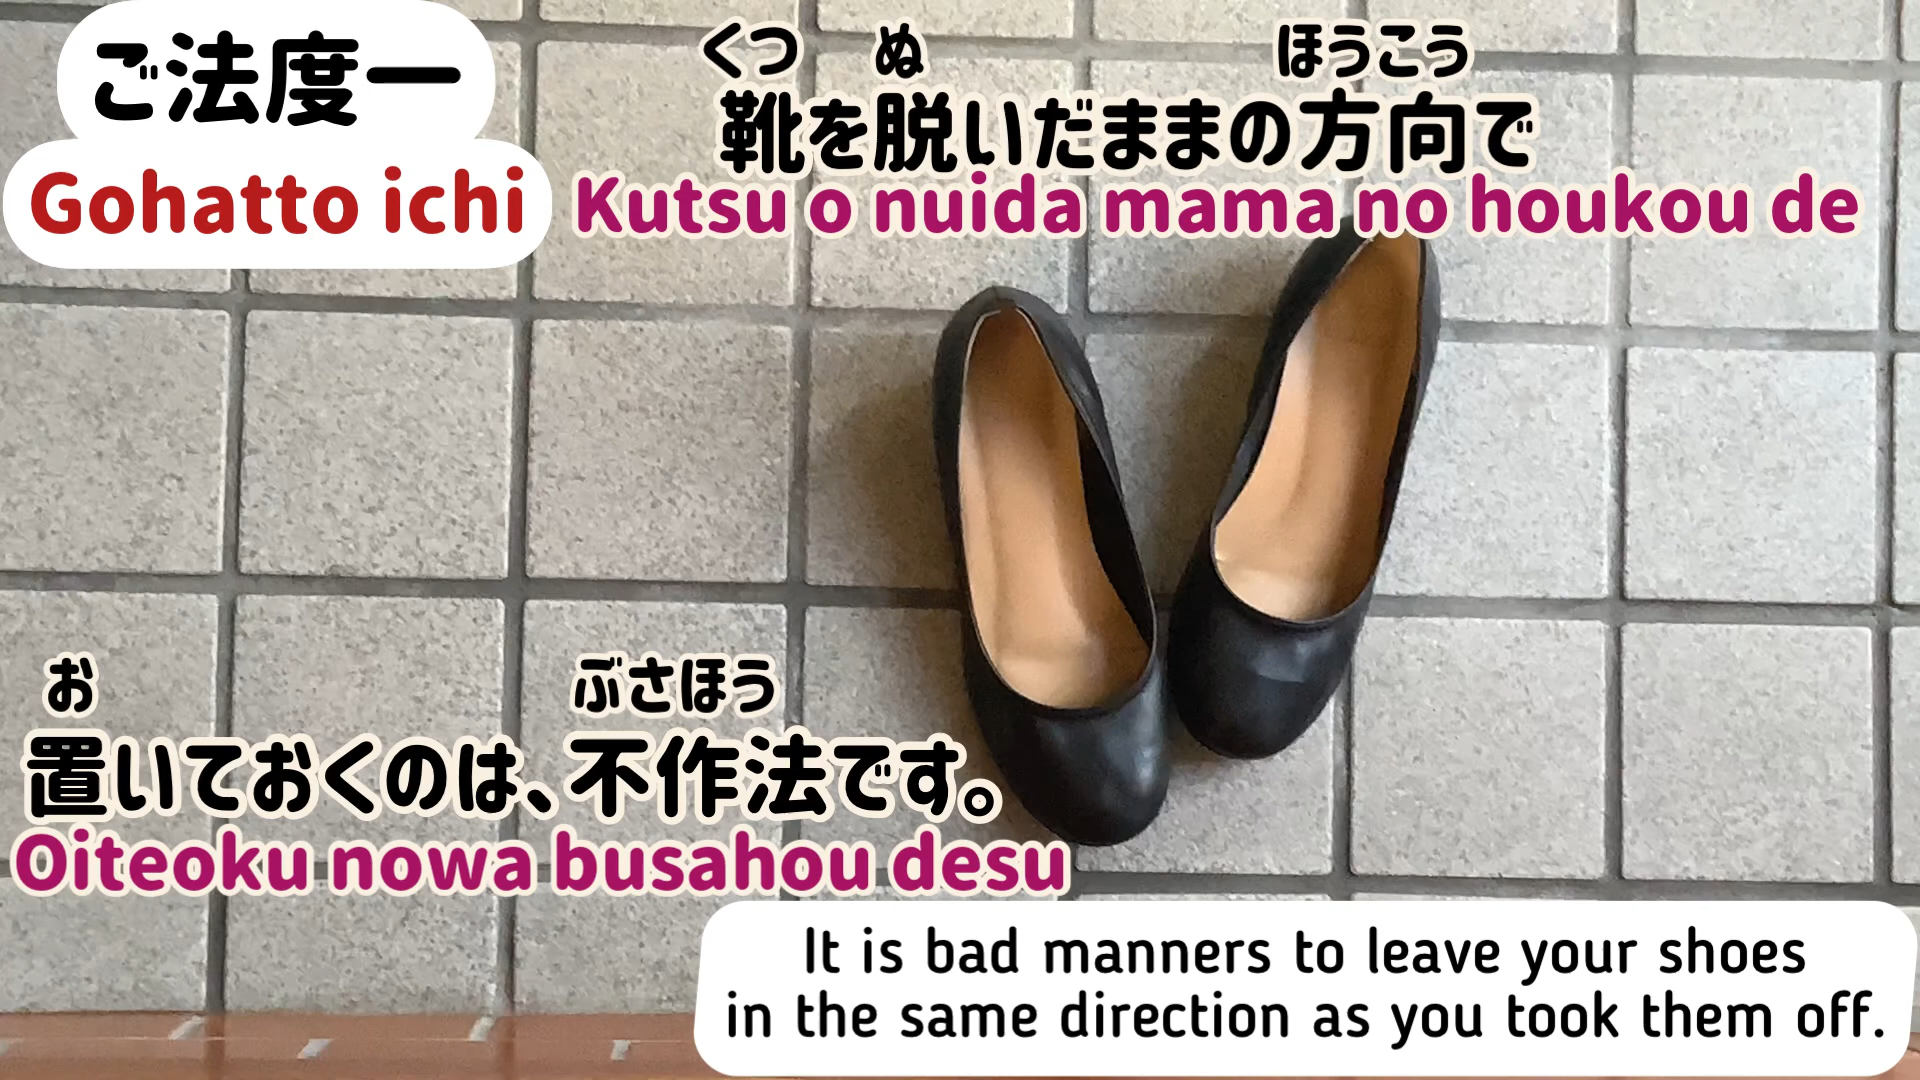 ご法度一
Gohatto ichi
くつ ぬ ほうこう
靴を脱いだままの方向で
Kutsu o nuida mama no houkou de
お ぶさほう
置いておくのは、不作法です。
Oiteoku nowa busahou desu
It is bad manners to leave your shoes
in the same direction as you took them off.